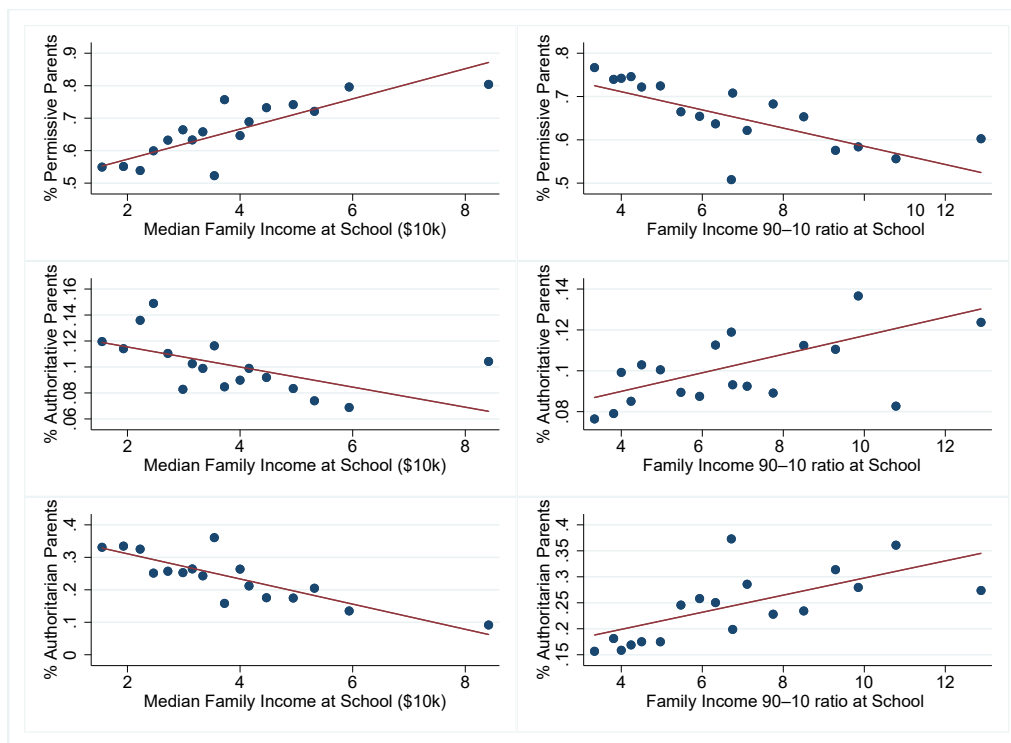 % Permissive Parents
.5 .6 .7 .8 .9
2 4 6 8
Median Family Income at School ($10k)
% Permissive Parents
.5 .6 .7 .8
4 6 8 10 12
Family Income 90–10 ratio at School
% Authoritative Parents
.06 .08 .1 .12 .14 .16
2 4 6 8
Median Family Income at School ($10k)
% Authoritative Parents
.08 .1 .12 .14
4 6 8 10 12
Family Income 90–10 ratio at School
% Authoritarian Parents
0 .1 .2 .3 .4
2 4 6 8
Median Family Income at School ($10k)
% Authoritarian Parents
.15 .2 .25 .3 .35 .4
4 6 8 10 12
Family Income 90–10 ratio at School